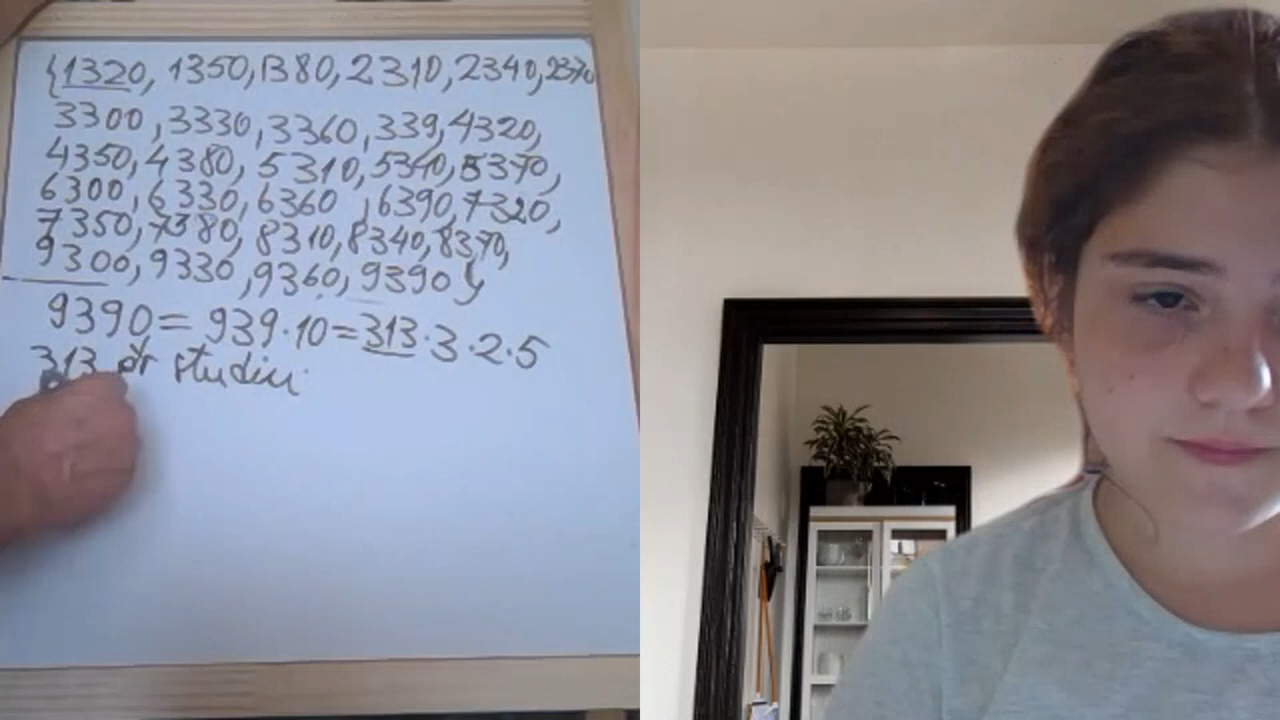 {1320, 1350, 1380, 2310, 2340, 2370
3300, 3330, 3360, 339, 4320,
4350, 4380, 5310, 5340, 5370,
6300, 6330, 6360, 6390, 7320,
7350, 7380, 8310, 8340, 8370,
9300, 9330, 9360, 9390}
9390 = 939·10 = 313·3·2·5
313